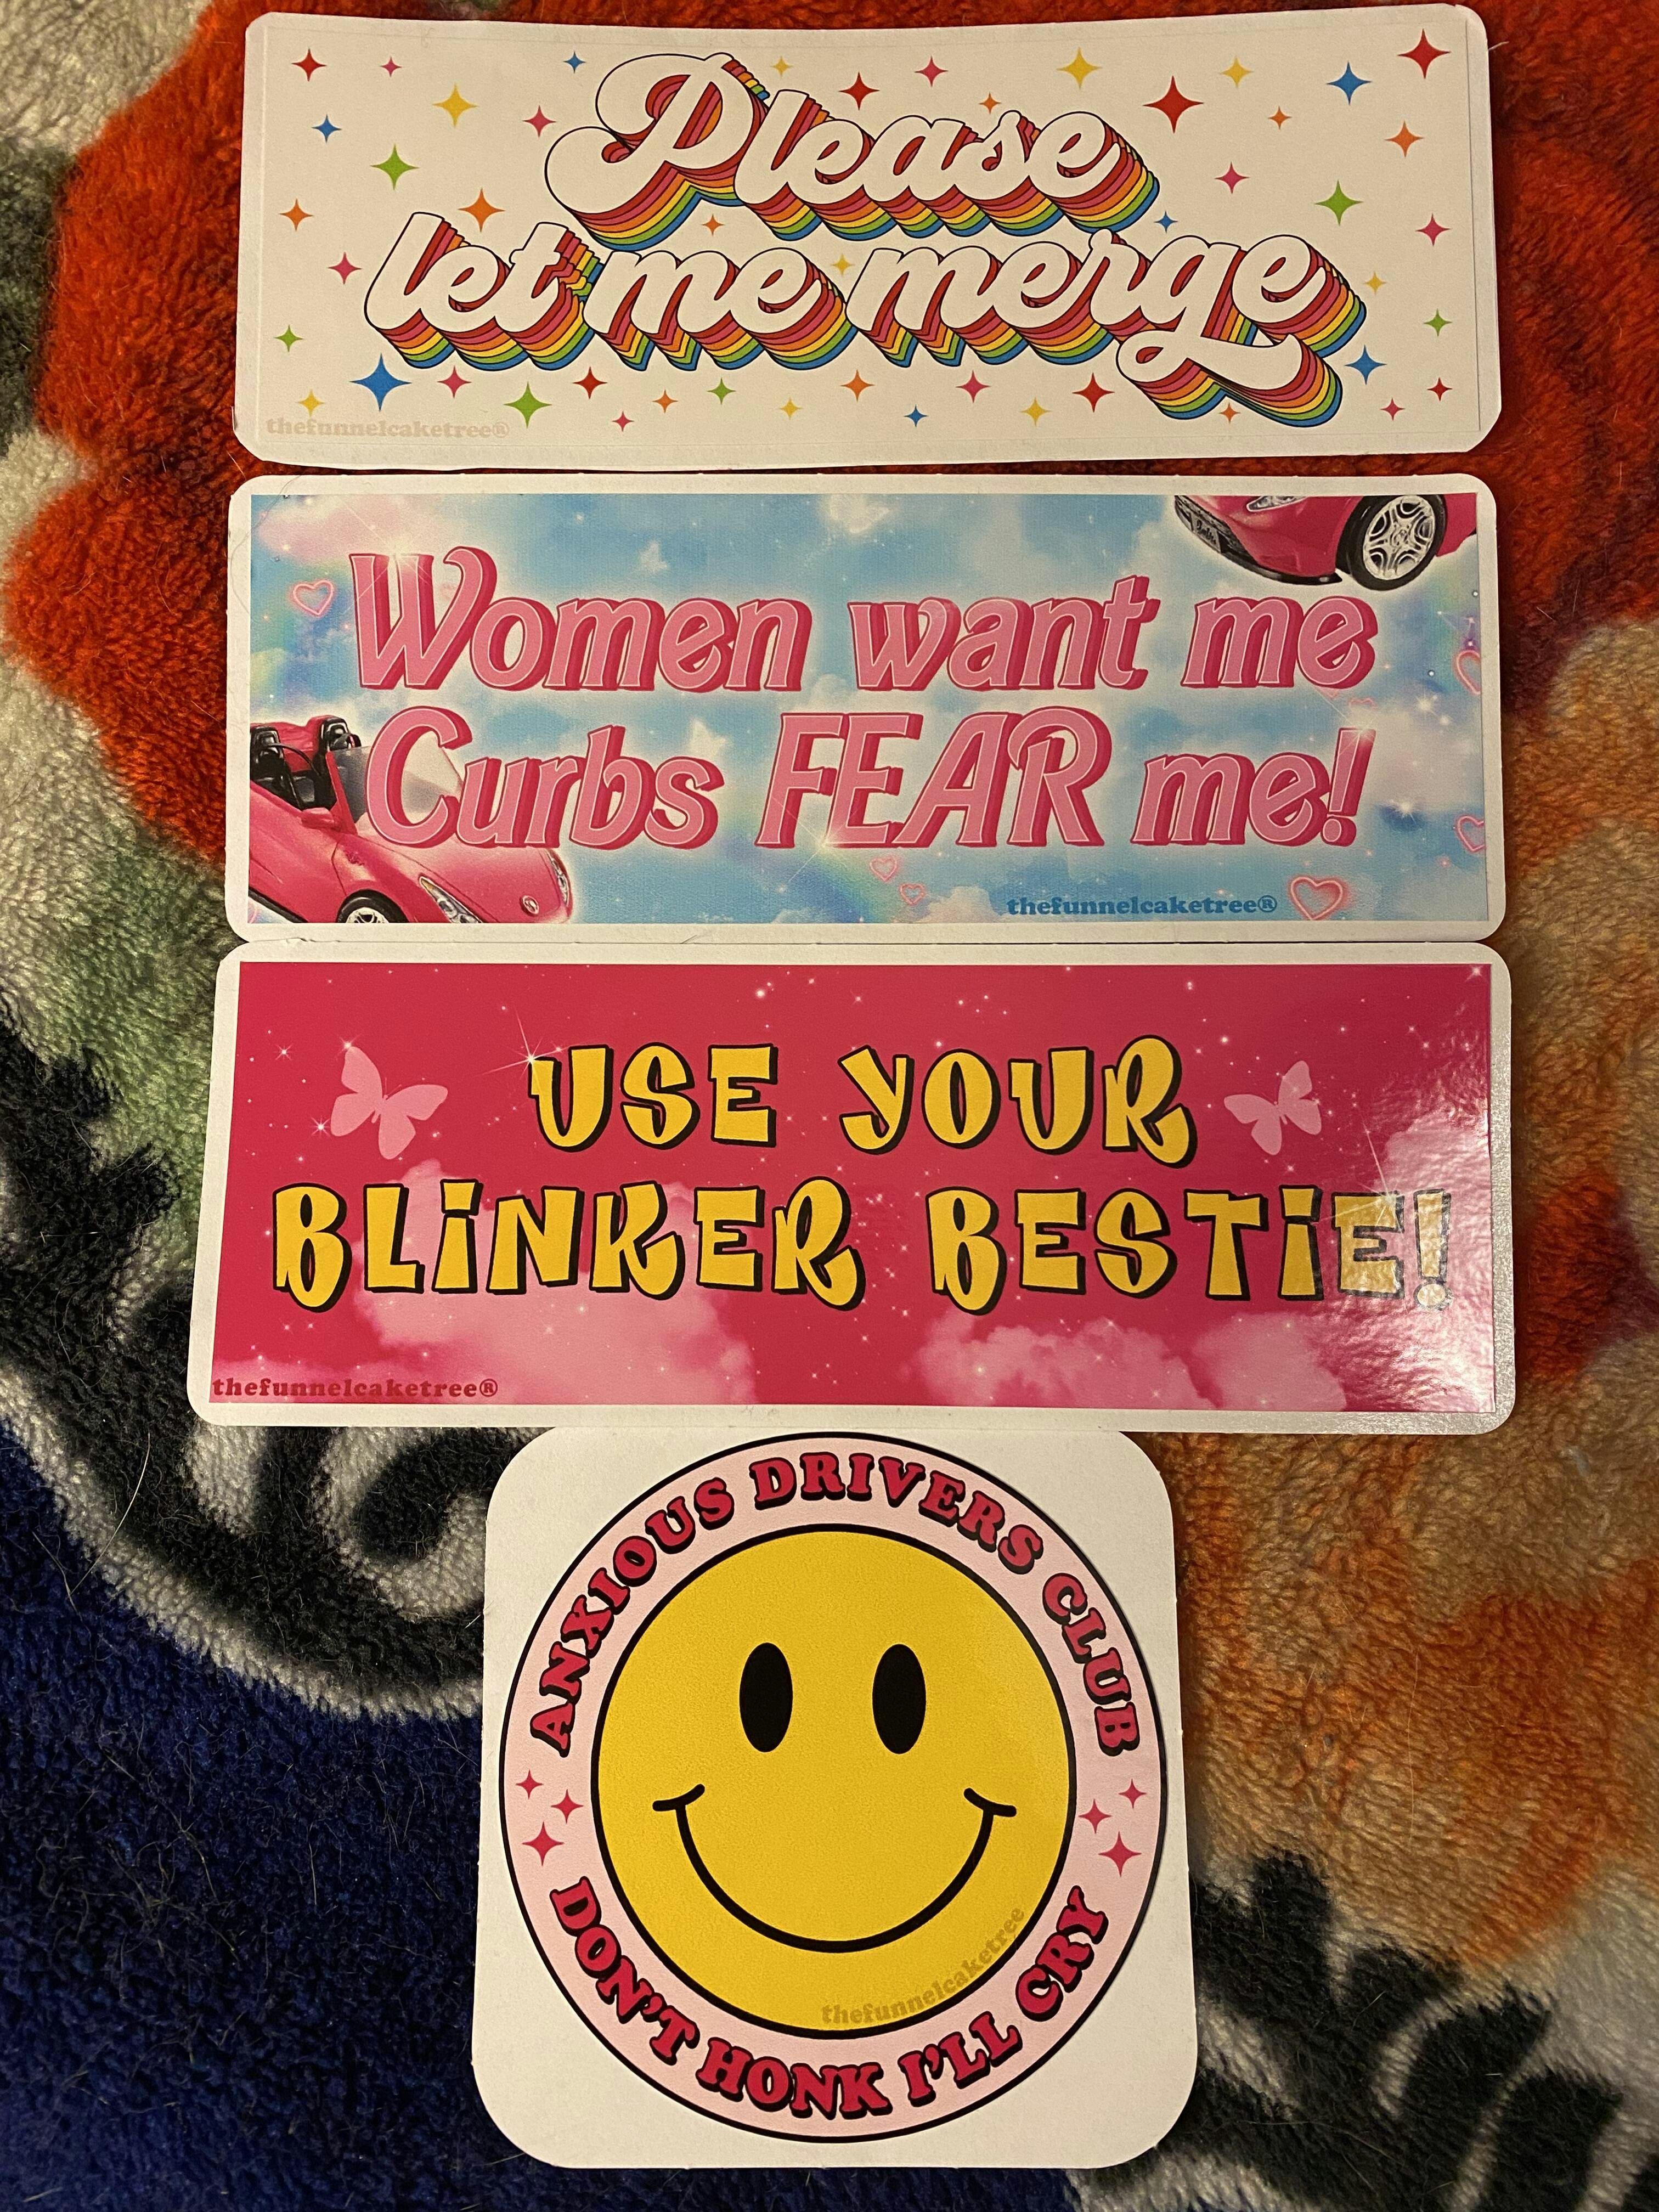 Please
let me merge
thefunnelcaketree®
Women want me
Curbs FEAR me!
thefunnelcaketree®
USE YOUR
BLiNKER BESTiE!
thefunnelcaketree®
ANXIOUS DRIVERS CLUB
thefunnelcaketree
DON'T HONK I'LL CRY